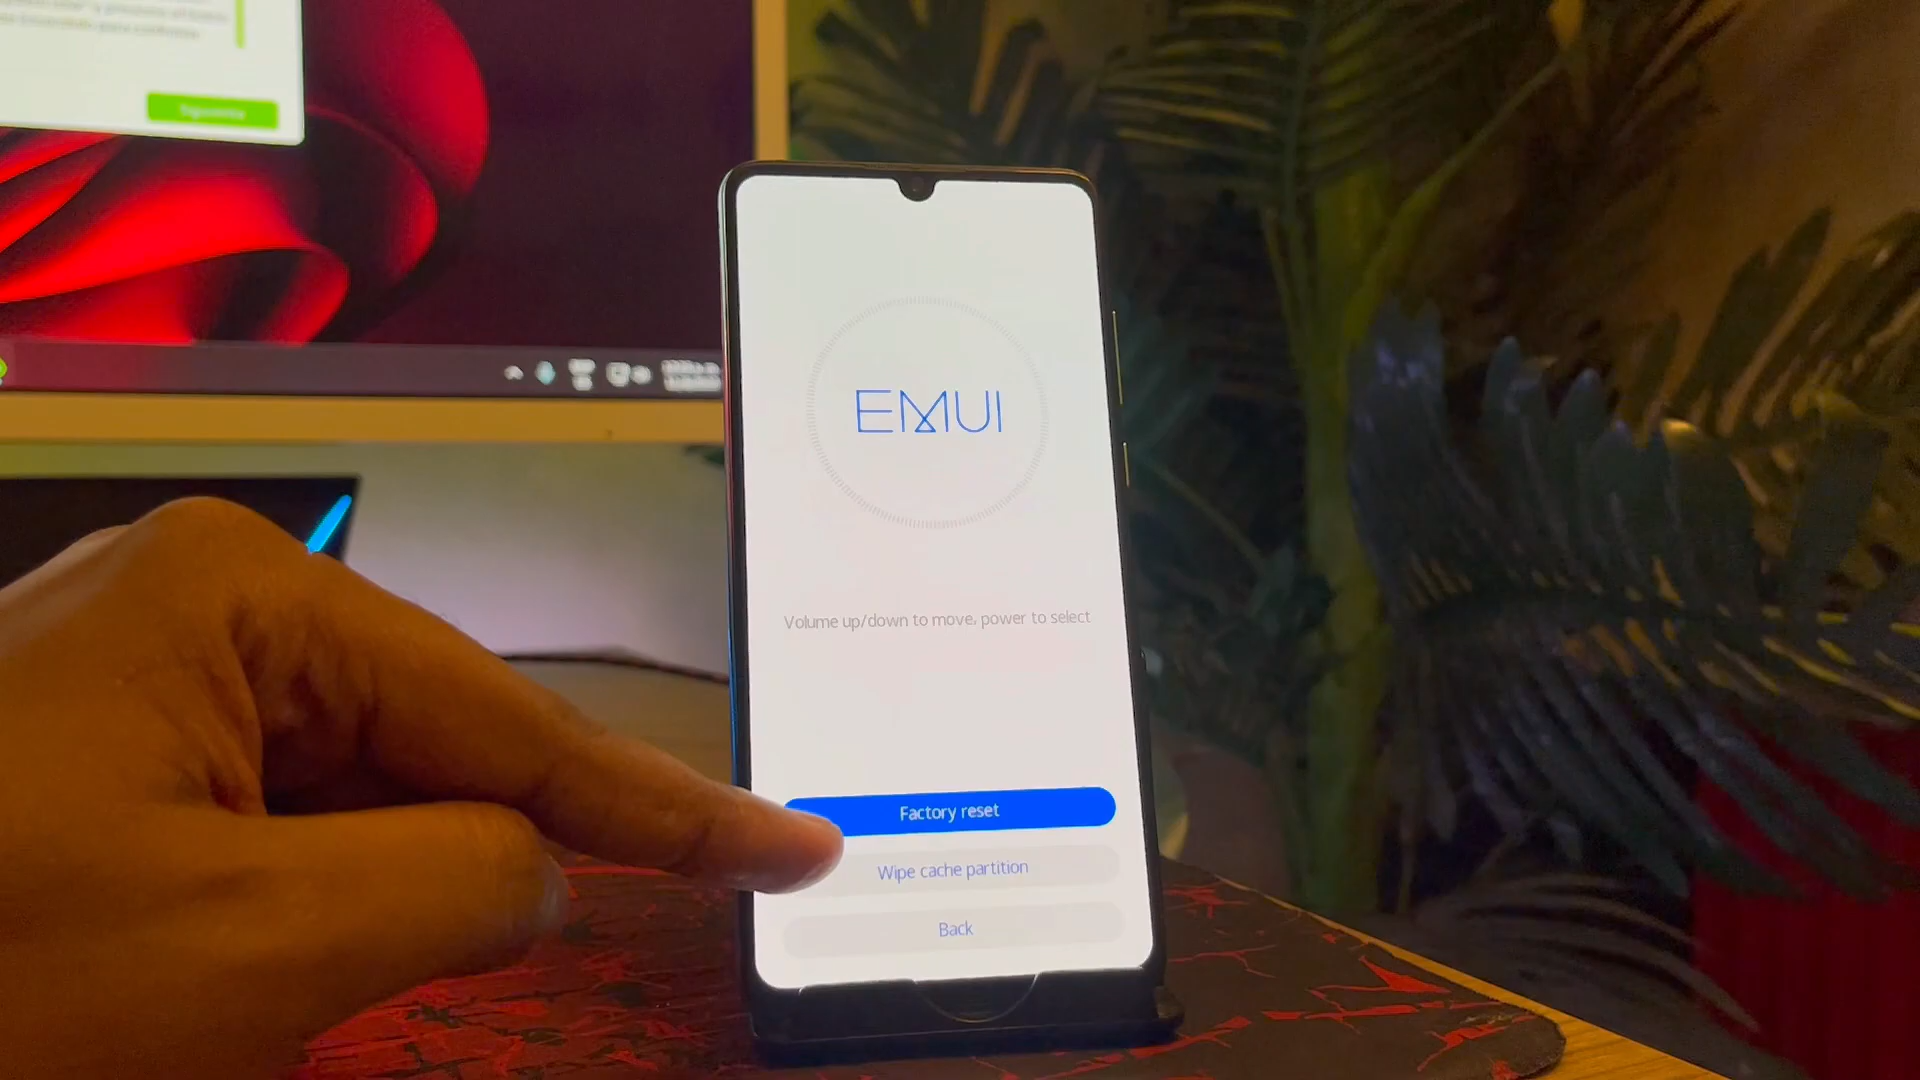 EMUI
Volume up/down to move, power to select
Factory reset
Wipe cache partition
Back